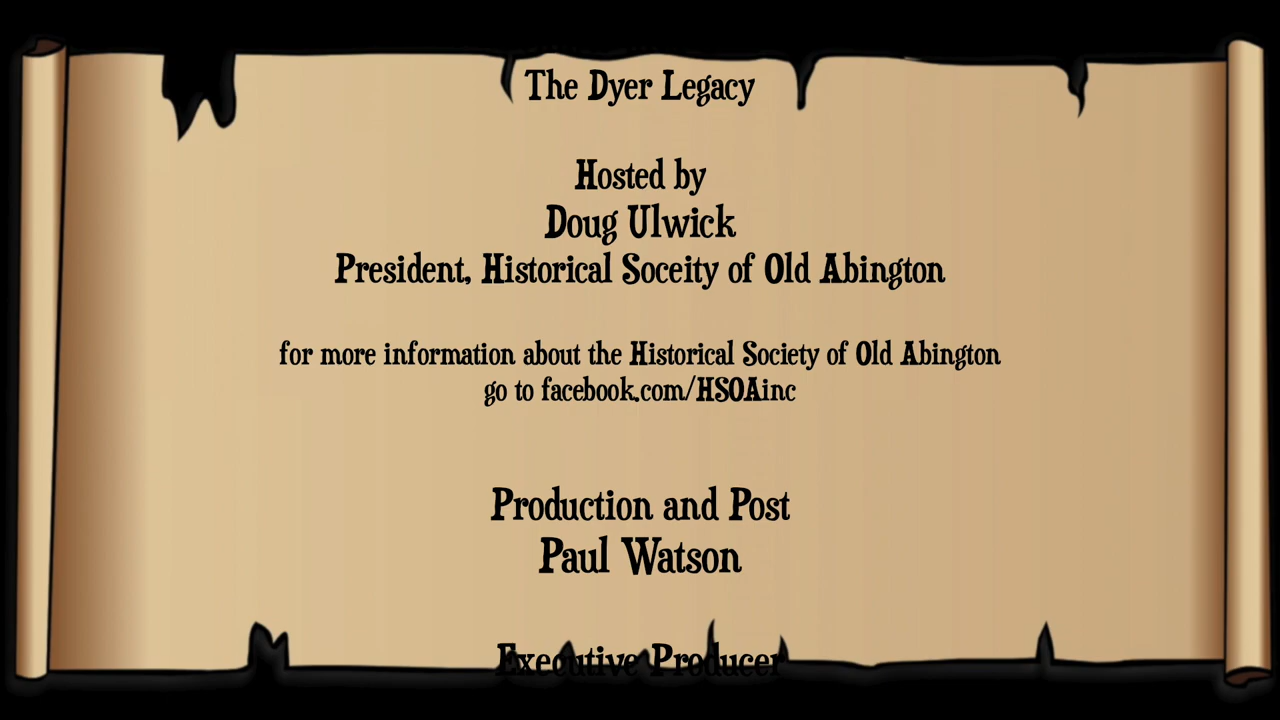 The Dyer Legacy
Hosted by
Doug Ulwick
President, Historical Soceity of Old Abington
for more information about the Historical Society of Old Abington
go to facebook.com/HSOAinc
Production and Post
Paul Watson
Executive Producer